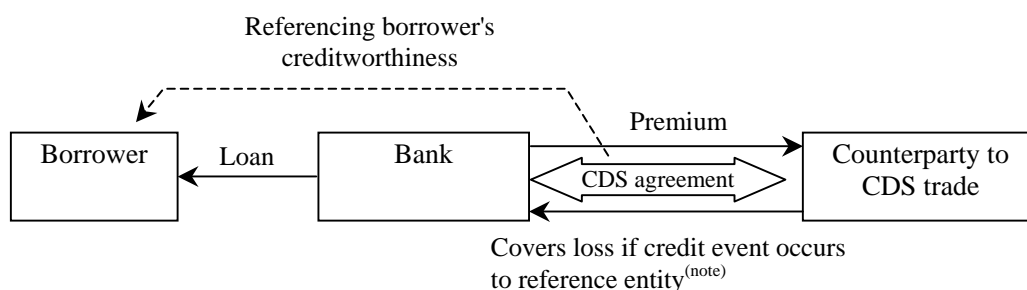 Referencing borrower's
creditworthiness
Premium
Borrower
Loan
Bank
CDS agreement
Counterparty to
CDS trade
Covers loss if credit event occurs
to reference entity(note)